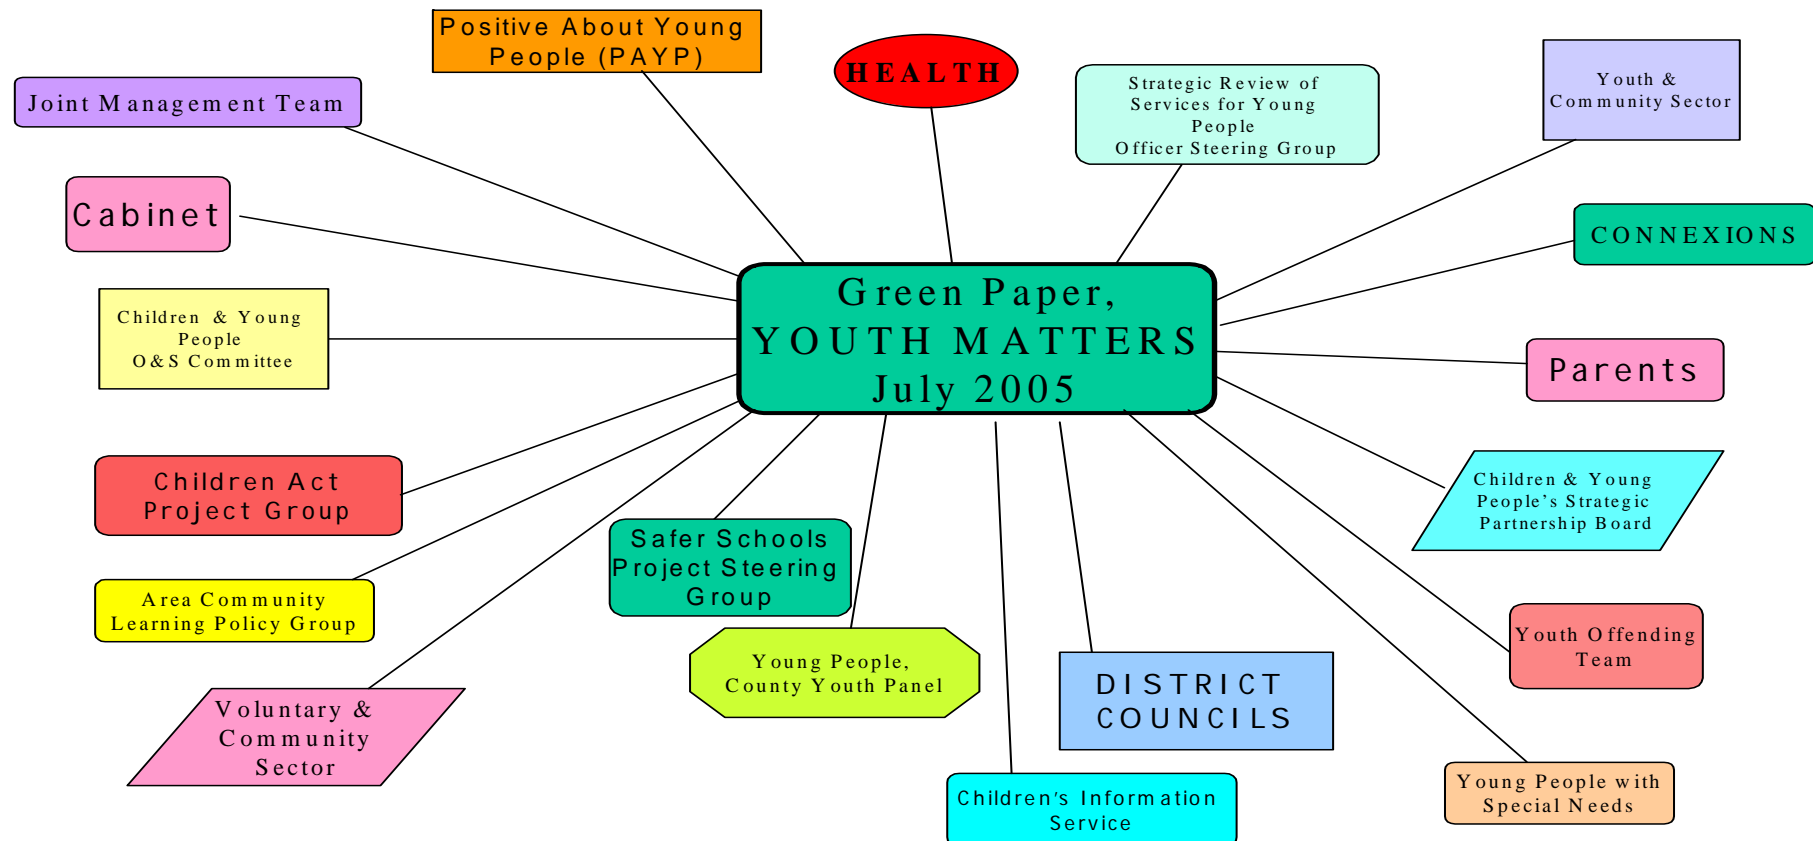 Positive About Young
People (PAYP)
HEALTH
Strategic Review of
Services for Young
People
Officer Steering Group
Youth &
Community Sector
Joint Management Team
Cabinet
CONNEXIONS
Green Paper,
YOUTH MATTERS
July 2005
Children & Young
People
O&S Committee
Parents
Children Act
Project Group
Children & Young
People’s Strategic
Partnership Board
Safer Schools
Project Steering
Group
Area Community
Learning Policy Group
Youth Offending
Team
Young People,
County Youth Panel
DISTRICT
COUNCILS
Voluntary &
Community
Sector
Children’s Information
Service
Young People with
Special Needs